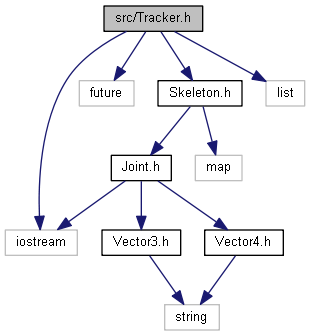 src/Tracker.h
future
Skeleton.h
list
Joint.h
map
iostream
Vector3.h
Vector4.h
string